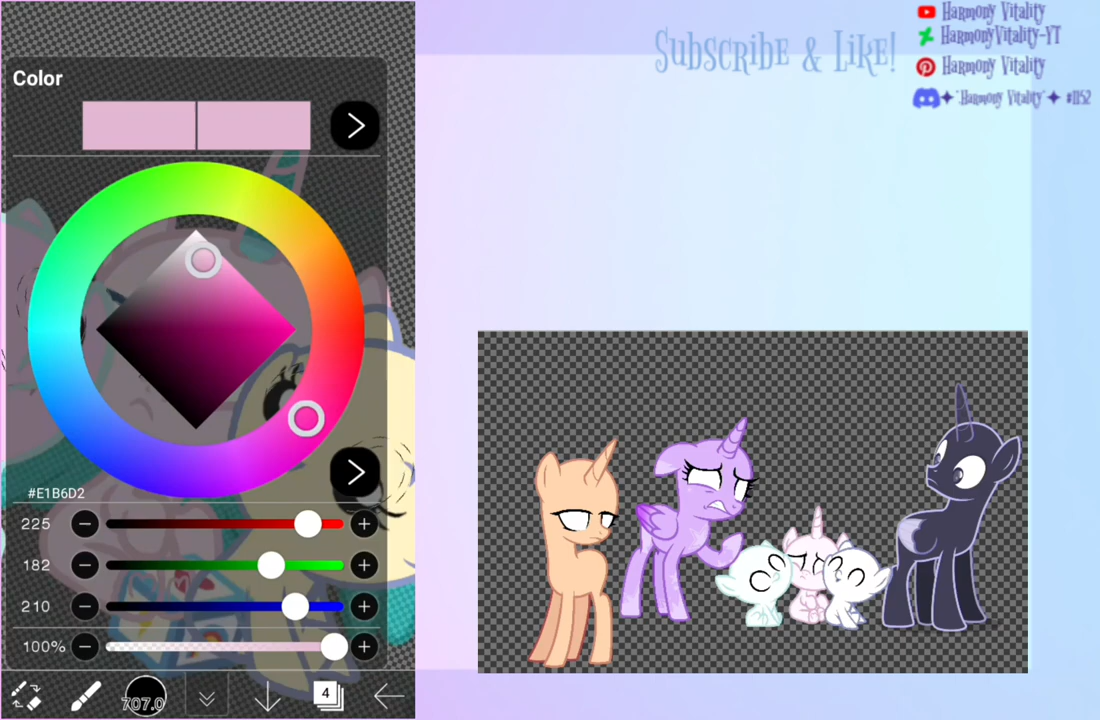 Color
#E1B6D2
225
182
210
100%
707.0
4
Subscribe & Like!
Harmony Vitality
HarmonyVitality-YT
Harmony Vitality
✦˚.Harmony Vitality˚✦ #1152